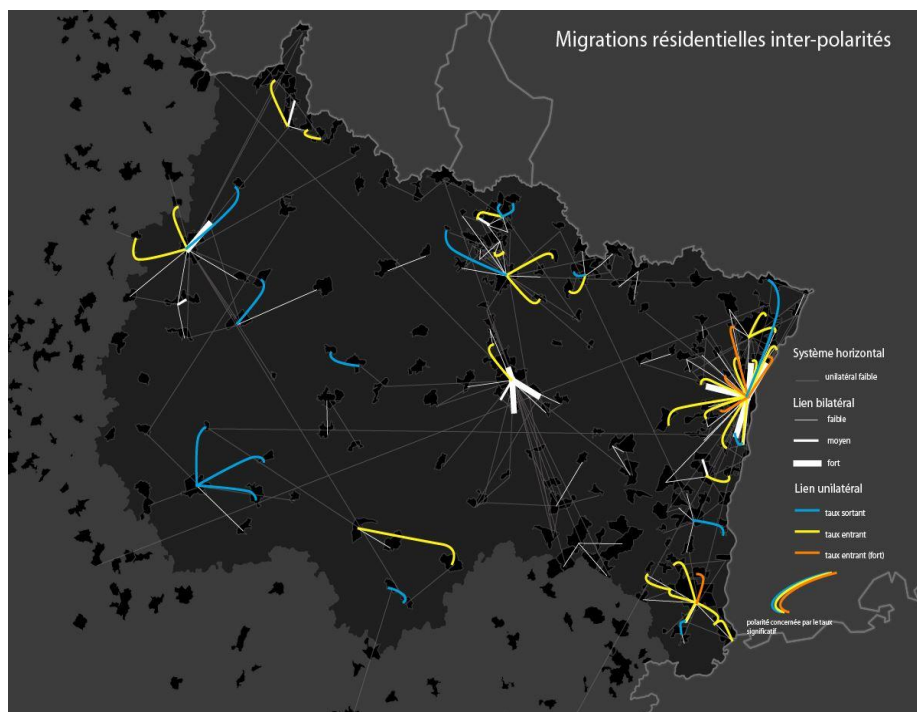 Migrations résidentielles inter-polarités
Système horizontal
unilatéral faible
Lien bilatéral
faible
moyen
fort
Lien unilatéral
taux sortant
taux entrant
taux entrant (fort)
polarité concernée par le taux
significatif